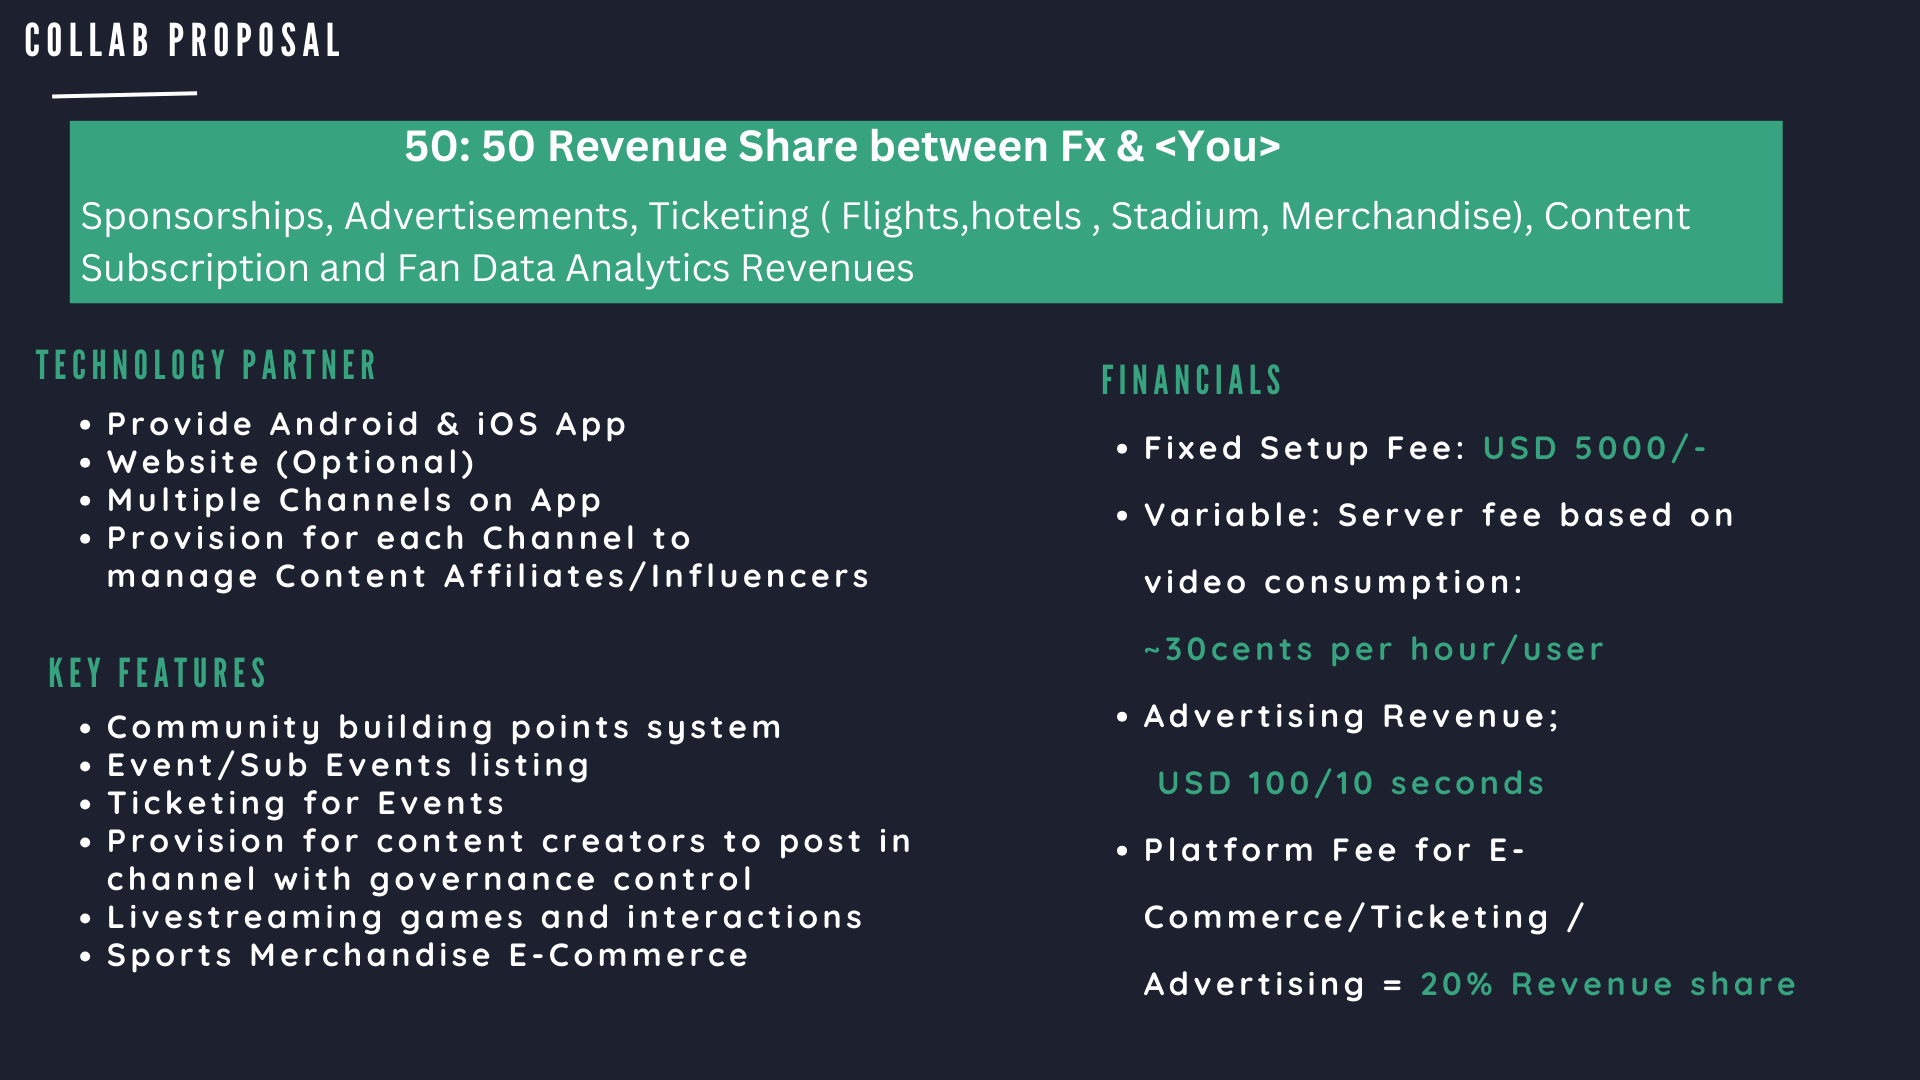 COLLAB PROPOSAL
50: 50 Revenue Share between Fx & <You>
Sponsorships, Advertisements, Ticketing ( Flights,hotels , Stadium, Merchandise), Content
Subscription and Fan Data Analytics Revenues
TECHNOLOGY PARTNER
• Provide Android & iOS App
• Website (Optional)
• Multiple Channels on App
• Provision for each Channel to
manage Content Affiliates/Influencers
KEY FEATURES
• Community building points system
• Event/Sub Events listing
• Ticketing for Events
• Provision for content creators to post in
channel with governance control
• Livestreaming games and interactions
• Sports Merchandise E-Commerce
FINANCIALS
• Fixed Setup Fee: USD 5000/-
• Variable: Server fee based on
video consumption:
~30cents per hour/user
• Advertising Revenue;
USD 100/10 seconds
• Platform Fee for E-
Commerce/Ticketing /
Advertising = 20% Revenue share